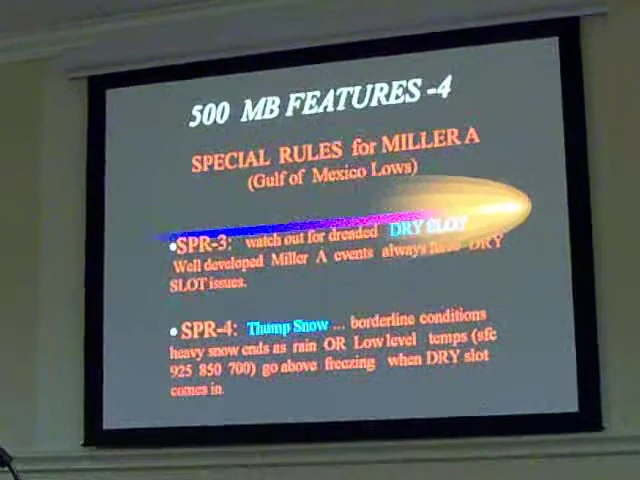 500 MB FEATURES -4
SPECIAL RULES for MILLER A
(Gulf of Mexico Lows)
•SPR-3: watch out for dreaded DRY SLOT
Well developed Miller A events always have DRY
SLOT issues.
•SPR-4: Thump Snow ... borderline conditions
heavy snow ends as rain OR Low level temps (sfc
925 850 700) go above freezing when DRY slot
comes in